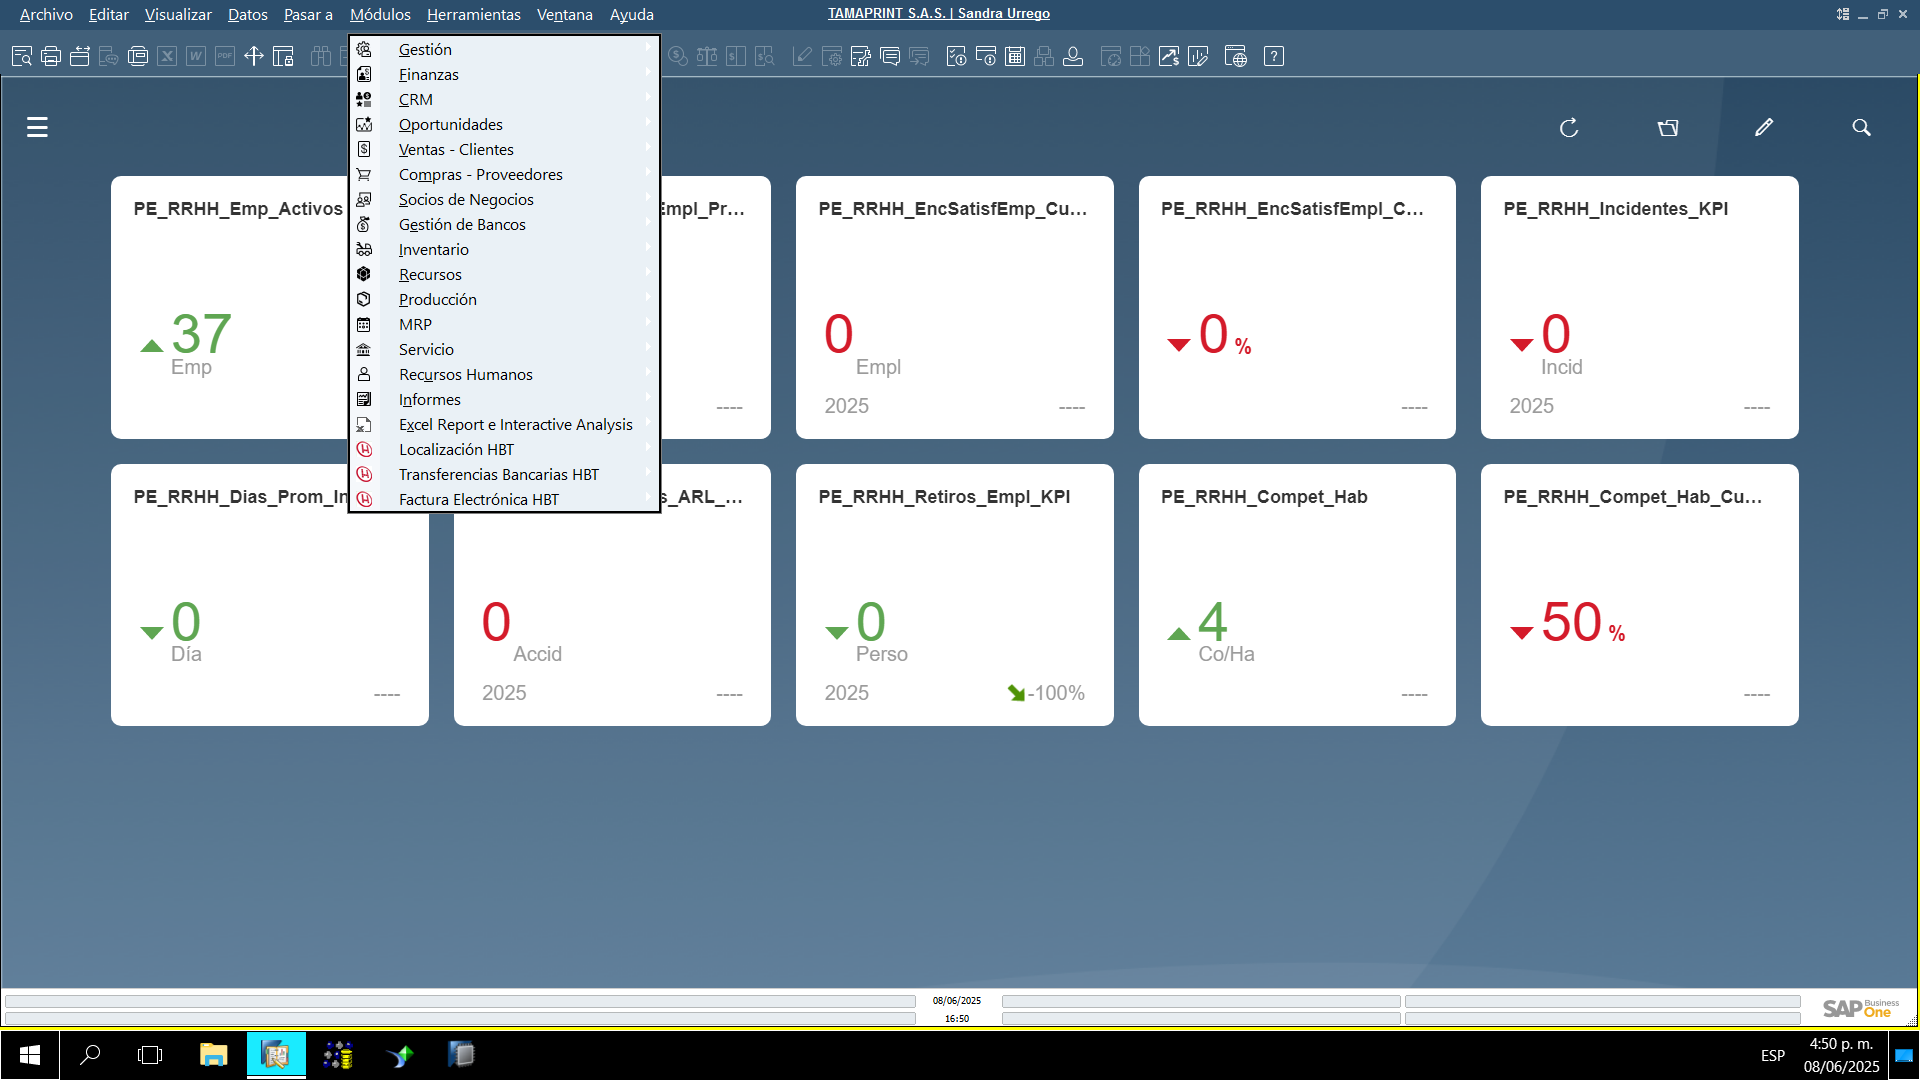 Archivo Editar Visualizar Datos Pasar a Módulos Herramientas Ventana Ayuda
TAMAPRINT S.A.S. | Sandra Urrego
Gestión
Finanzas
CRM
Oportunidades
Ventas - Clientes
Compras - Proveedores
Socios de Negocios
Gestión de Bancos
Inventario
Recursos
Producción
MRP
Servicio
Recursos Humanos
Informes
Excel Report e Interactive Analysis
Localización HBT
Transferencias Bancarias HBT
Factura Electrónica HBT
PE_RRHH_Emp_Activos
37
Emp
Empl_Pr...
----
PE_RRHH_EncSatisfEmp_Cu...
0
Empl
2025 ----
PE_RRHH_EncSatisfEmpl_C...
0 %
----
PE_RRHH_Incidentes_KPI
0
Incid
2025 ----
PE_RRHH_Dias_Prom_In
0
Día
----
s_ARL_...
0
Accid
2025 ----
PE_RRHH_Retiros_Empl_KPI
0
Perso
2025 -100%
PE_RRHH_Compet_Hab
4
Co/Ha
----
PE_RRHH_Compet_Hab_Cu...
50 %
----
08/06/2025
16:50
SAP Business One
ESP
4:50 p. m.
08/06/2025